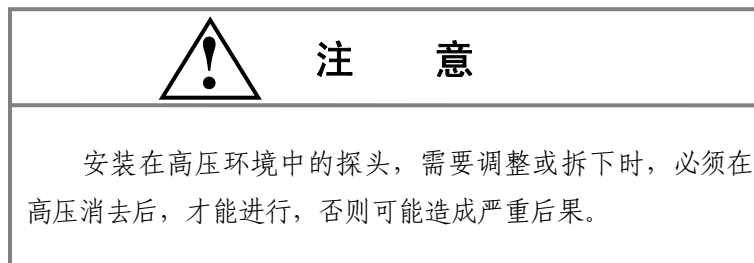 注 意
安装在高压环境中的探头，需要调整或拆下时，必须在
高压消去后，才能进行，否则可能造成严重后果。